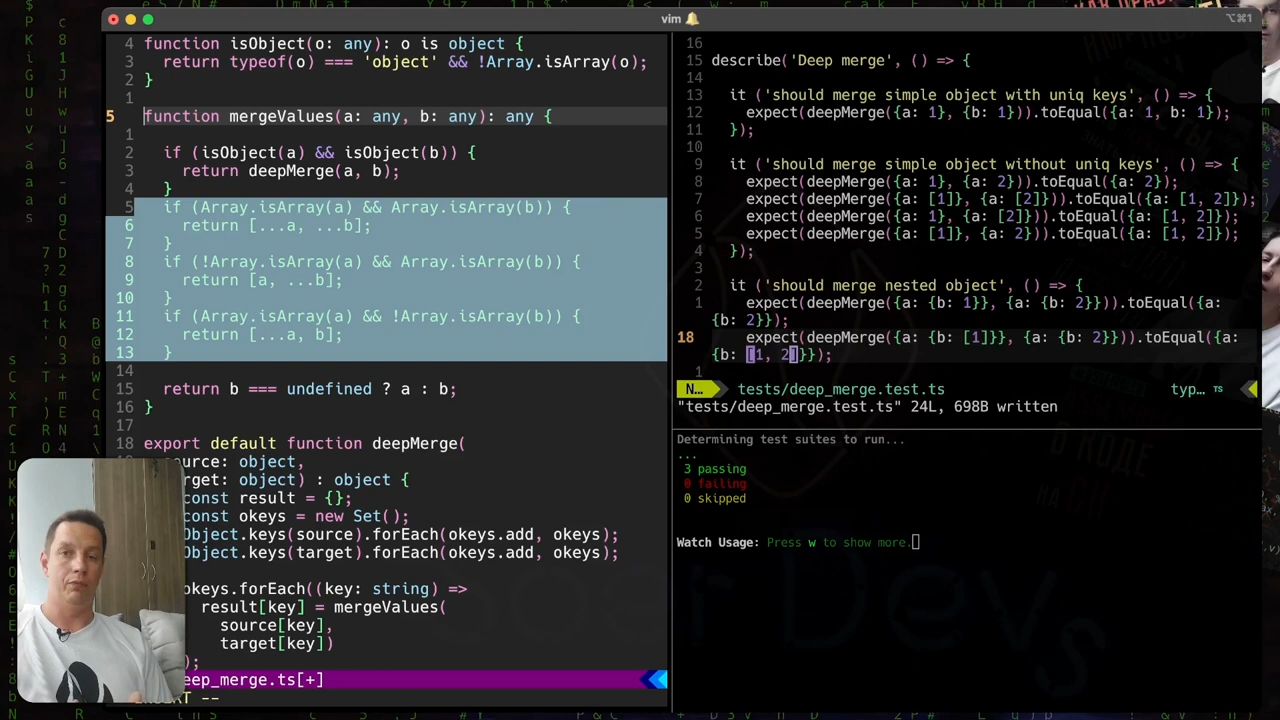 vim 🔔
⌥⌘1
4 function isObject(o: any): o is object {
3 return typeof(o) === 'object' && !Array.isArray(o);
2 }
1
5 function mergeValues(a: any, b: any): any {
1
2 if (isObject(a) && isObject(b)) {
3 return deepMerge(a, b);
4 }
5 if (Array.isArray(a) && Array.isArray(b)) {
6 return [...a, ...b];
7 }
8 if (!Array.isArray(a) && Array.isArray(b)) {
9 return [a, ...b];
10 }
11 if (Array.isArray(a) && !Array.isArray(b)) {
12 return [...a, b];
13 }
14
15 return b === undefined ? a : b;
16 }
17
18 export default function deepMerge(
source: object,
rget: object) : object {
const result = {};
const okeys = new Set();
Object.keys(source).forEach(okeys.add, okeys);
Object.keys(target).forEach(okeys.add, okeys);
okeys.forEach((key: string) =>
result[key] = mergeValues(
source[key],
target[key])
);
eep_merge.ts[+]
--
16
15 describe('Deep merge', () => {
14
13 it ('should merge simple object with uniq keys', () => {
12 expect(deepMerge({a: 1}, {b: 1})).toEqual({a: 1, b: 1});
11 });
10
9 it ('should merge simple object without uniq keys', () => {
8 expect(deepMerge({a: 1}, {a: 2})).toEqual({a: 2);
7 expect(deepMerge({a: [1]}, {a: [2]})).toEqual({a: [1, 2]});
6 expect(deepMerge({a: 1}, {a: [2]})).toEqual({a: [1, 2]});
5 expect(deepMerge({a: [1]}, {a: 2})).toEqual({a: [1, 2]});
4 });
3
2 it ('should merge nested object', () => {
1 expect(deepMerge({a: {b: 1}}, {a: {b: 2}})).toEqual({a:
{b: 2}});
18 expect(deepMerge({a: {b: [1]}}, {a: {b: 2}})).toEqual({a:
{b: [1, 2]}});
1
N… tests/deep_merge.test.ts typ… TS
"tests/deep_merge.test.ts" 24L, 698B written
Determining test suites to run...
...
3 passing
0 failing
0 skipped
Watch Usage: Press w to show more.